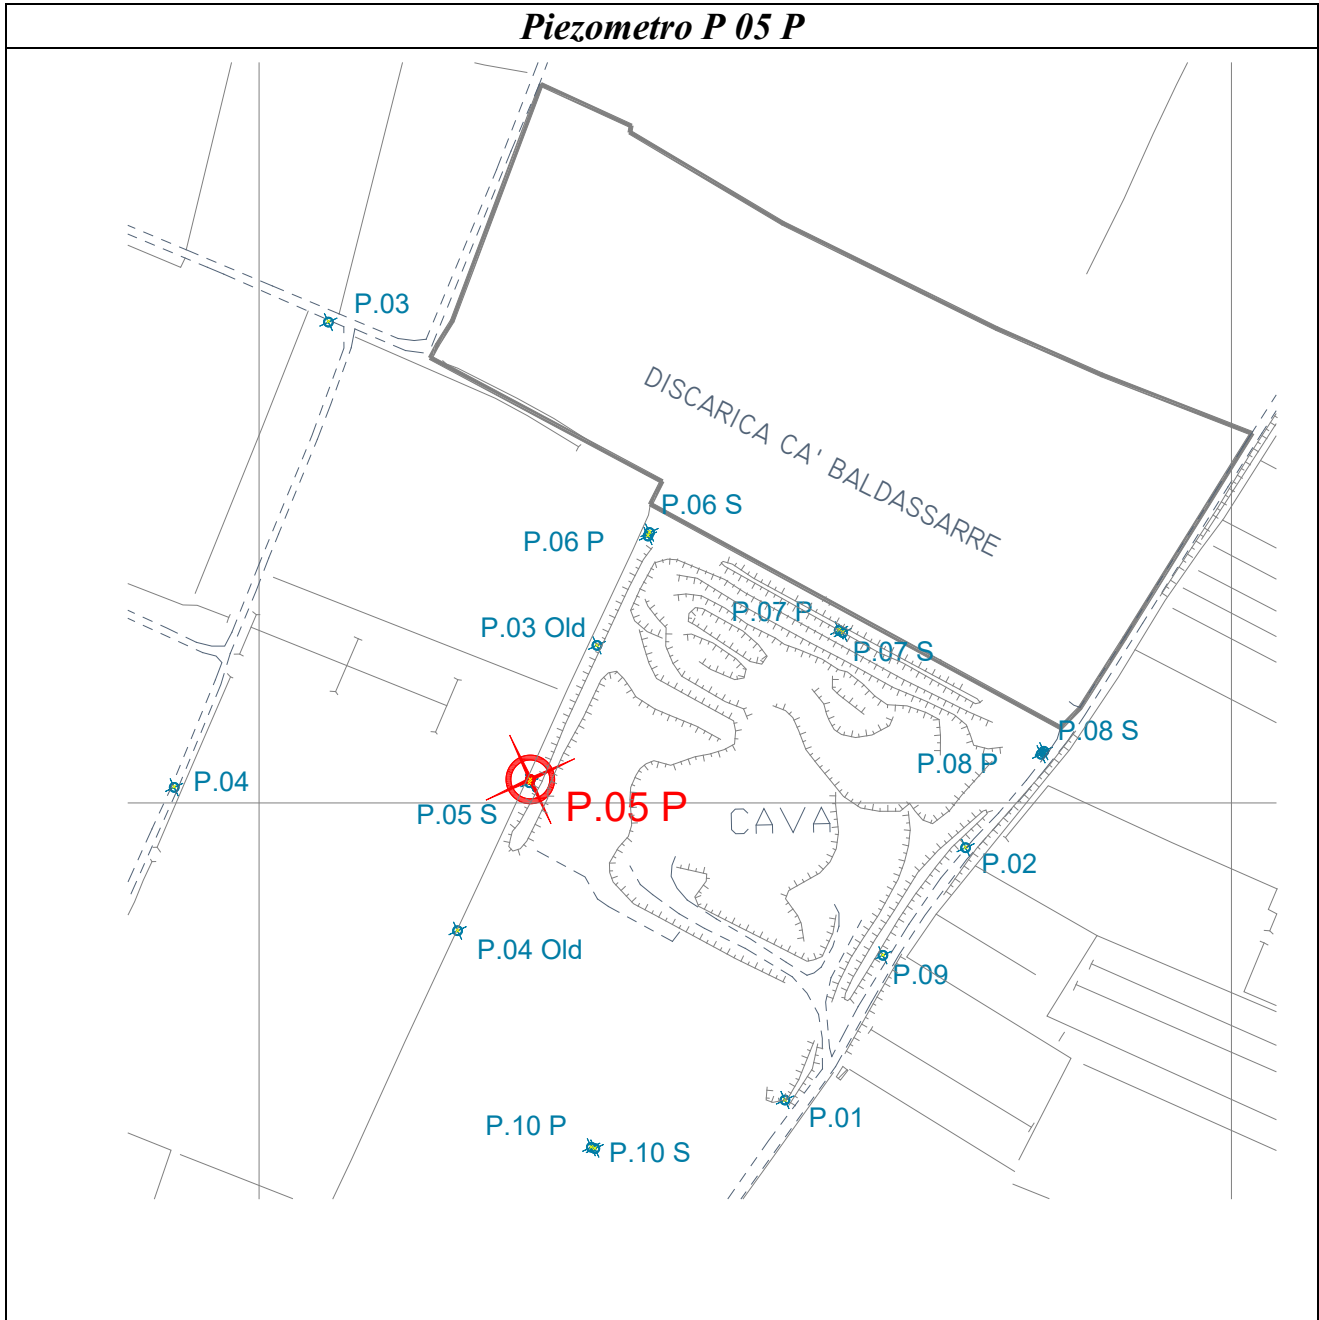 Piezometro P 05 P
P.03
DISCARICA CA' BALDASSARRE
P.06 S
P.06 P
P.07 P
P.03 Old
P.07 S
P.08 S
P.08 P
P.04
P.05 S
P.05 P
CAVA
P.02
P.04 Old
P.09
P.01
P.10 P
P.10 S